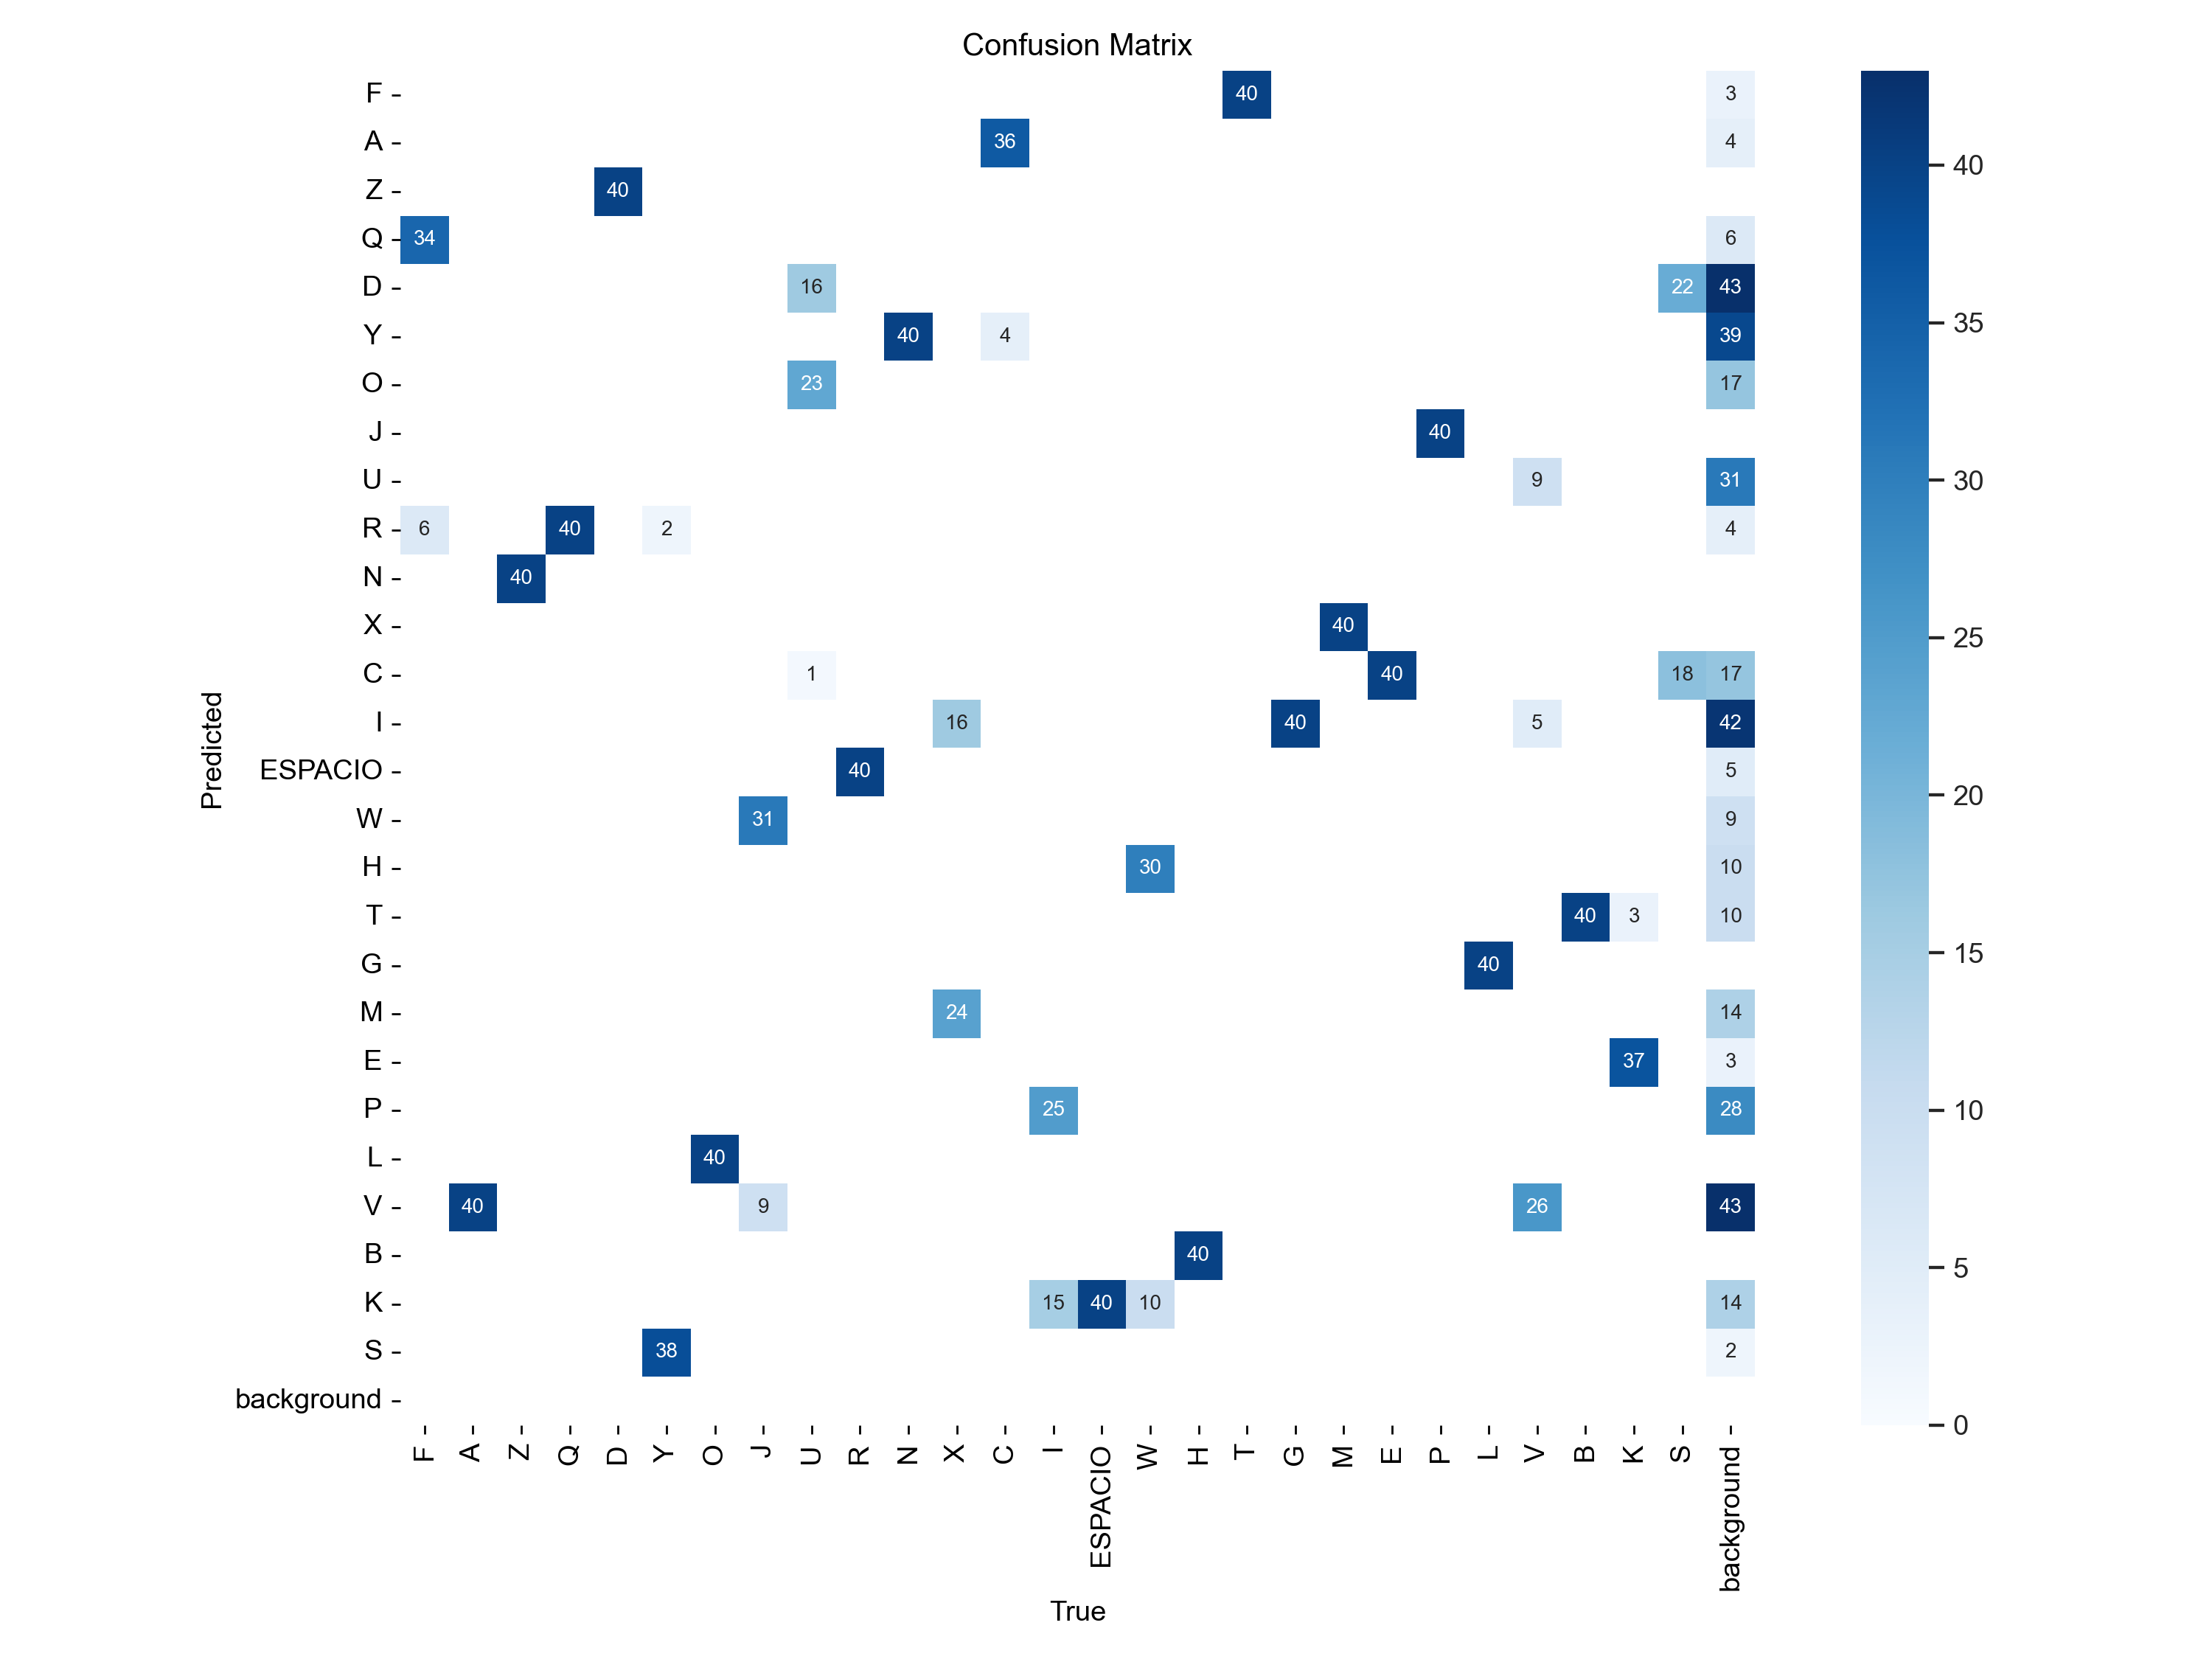 Confusion Matrix
F 40 3
A 36 4
Z 40
Q 34 6
D 16 22 43
Y 40 4 39
O 23 17
J 40
U 9 31
R 6 40 2 4
N 40
X 40
C 1 40 18 17
I 16 40 5 42
ESPACIO 40 5
W 31 9
H 30 10
T 40 3 10
G 40
M 24 14
E 37 3
P 25 28
L 40
V 40 9 26 43
B 40
K 15 40 10 14
S 38 2
background
Predicted
F A Z Q D Y O J U R N X C I ESPACIO W H T G M E P L V B K S background
True
40
35
30
25
20
15
10
5
0